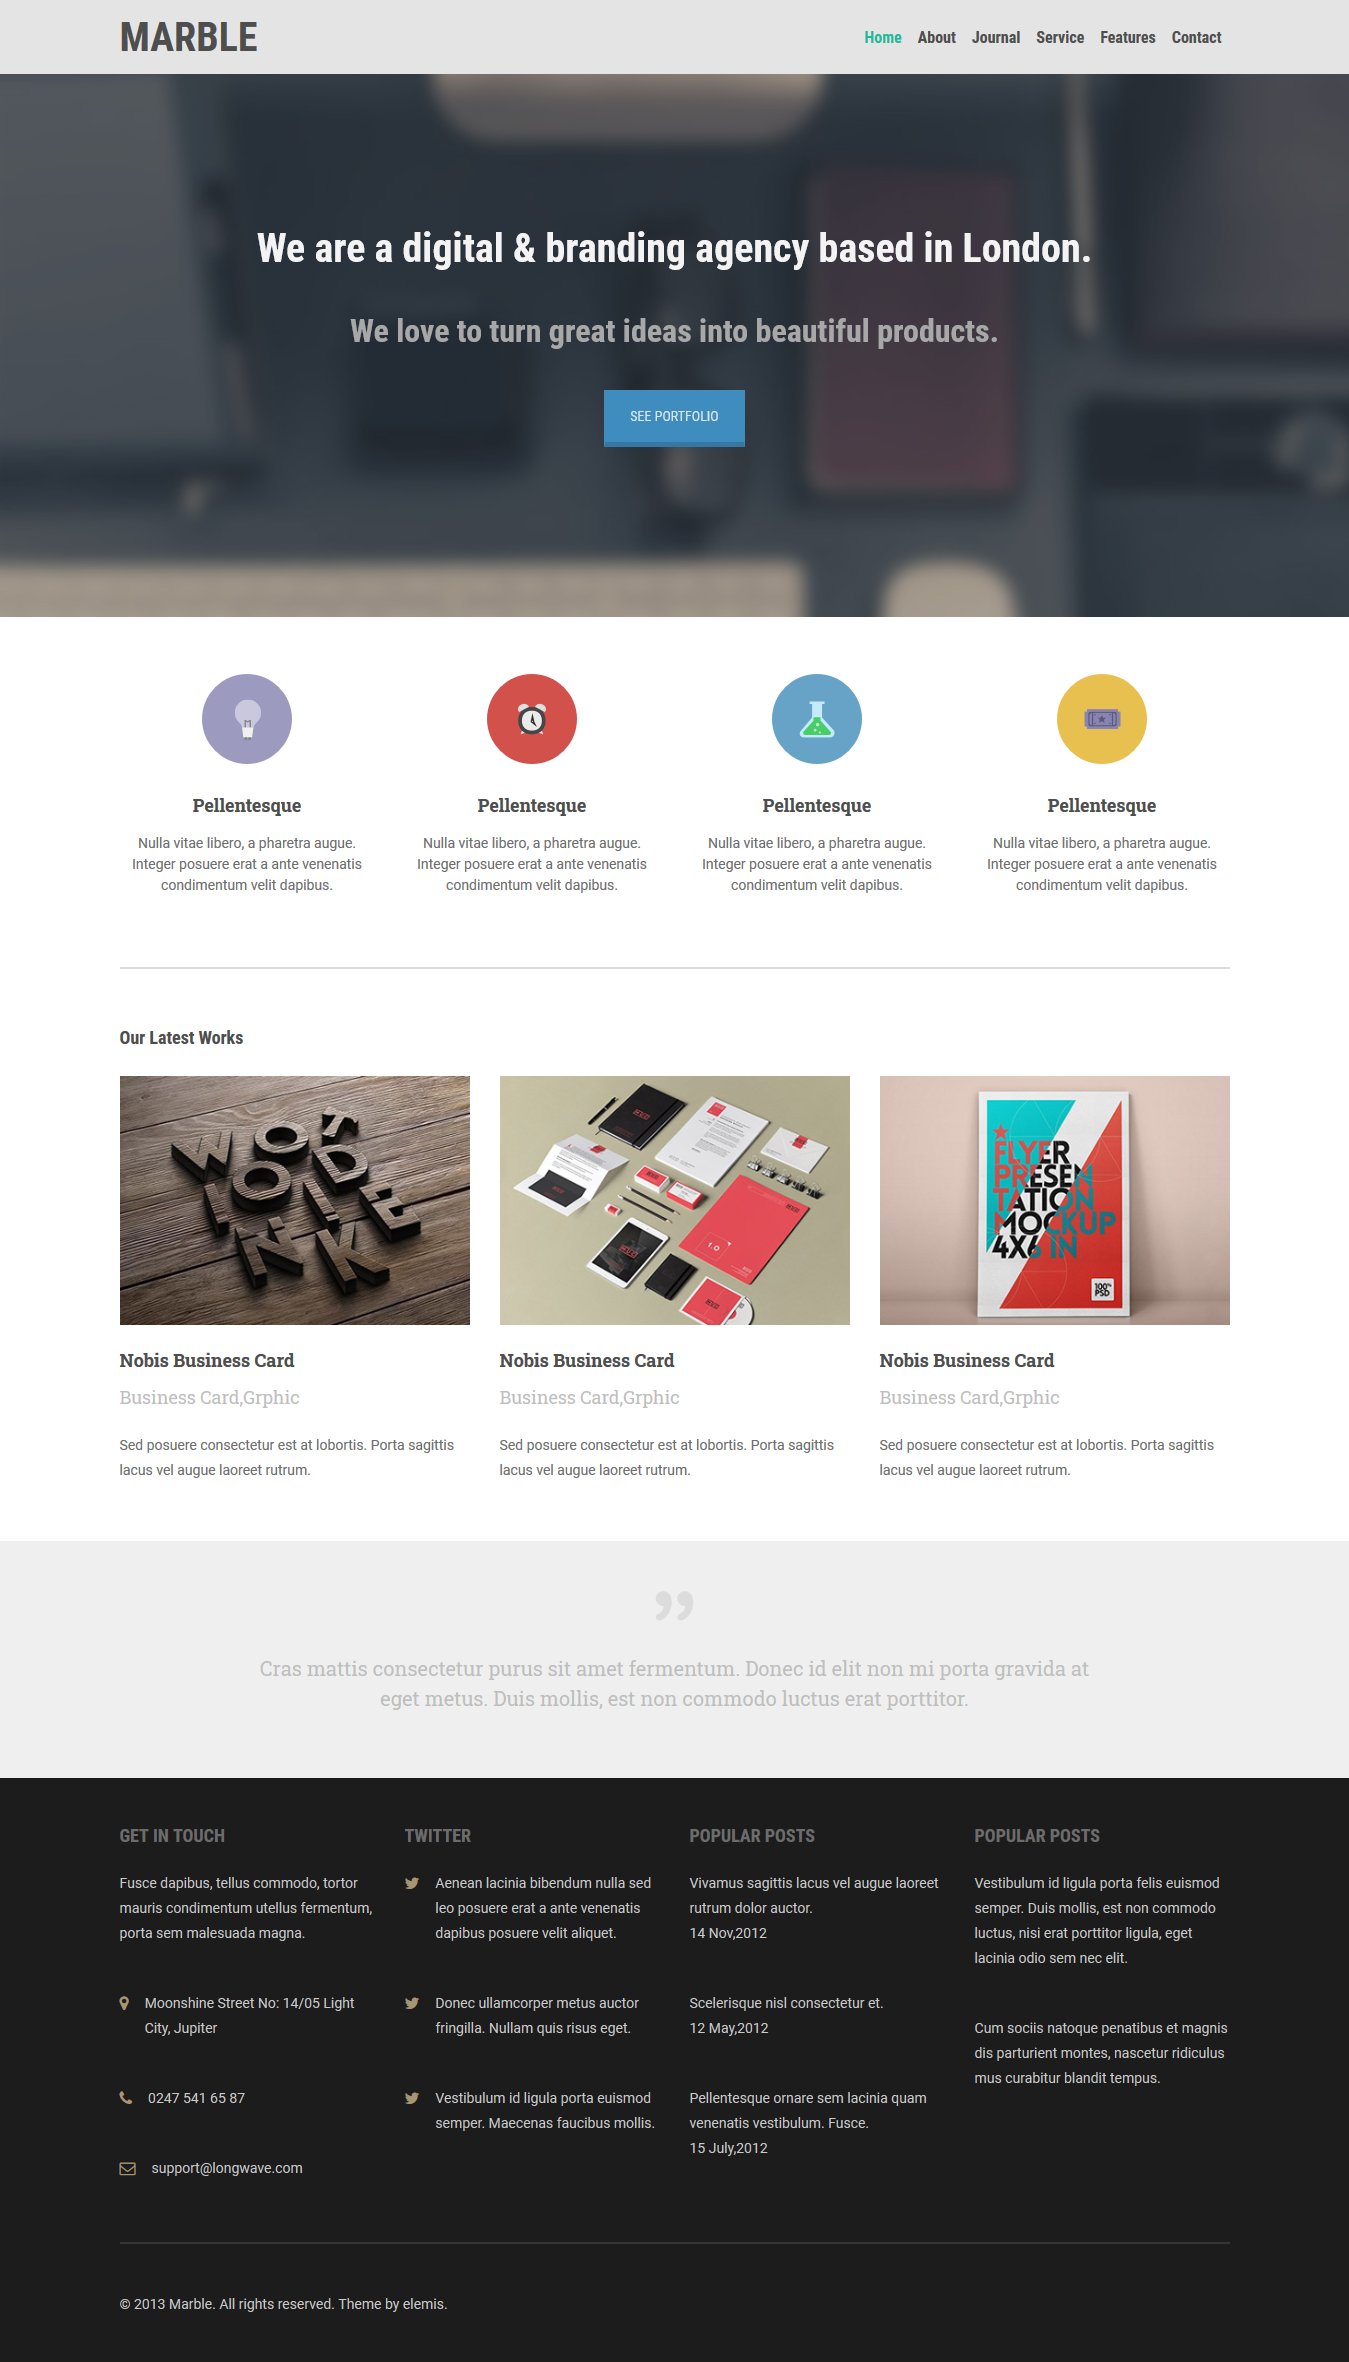 MARBLE
Home About Journal Service Features Contact
We are a digital & branding agency based in London.
We love to turn great ideas into beautiful products.
SEE PORTFOLIO
Pellentesque
Nulla vitae libero, a pharetra augue.
Integer posuere erat a ante venenatis
condimentum velit dapibus.
Pellentesque
Nulla vitae libero, a pharetra augue.
Integer posuere erat a ante venenatis
condimentum velit dapibus.
Pellentesque
Nulla vitae libero, a pharetra augue.
Integer posuere erat a ante venenatis
condimentum velit dapibus.
Pellentesque
Nulla vitae libero, a pharetra augue.
Integer posuere erat a ante venenatis
condimentum velit dapibus.
Our Latest Works
WOOT
IODIE
NK
Nobis Business Card
Business Card,Grphic
Sed posuere consectetur est at lobortis. Porta sagittis
lacus vel augue laoreet rutrum.
1.0
Nobis Business Card
Business Card,Grphic
Sed posuere consectetur est at lobortis. Porta sagittis
lacus vel augue laoreet rutrum.
FLYER
PRESEN
TATION
MOCKUP
4X6 IN
100%
PSD
Nobis Business Card
Business Card,Grphic
Sed posuere consectetur est at lobortis. Porta sagittis
lacus vel augue laoreet rutrum.
”
Cras mattis consectetur purus sit amet fermentum. Donec id elit non mi porta gravida at
eget metus. Duis mollis, est non commodo luctus erat porttitor.
GET IN TOUCH
Fusce dapibus, tellus commodo, tortor
mauris condimentum utellus fermentum,
porta sem malesuada magna.
Moonshine Street No: 14/05 Light
City, Jupiter
0247 541 65 87
support@longwave.com
TWITTER
Aenean lacinia bibendum nulla sed
leo posuere erat a ante venenatis
dapibus posuere velit aliquet.
Donec ullamcorper metus auctor
fringilla. Nullam quis risus eget.
Vestibulum id ligula porta euismod
semper. Maecenas faucibus mollis.
POPULAR POSTS
Vivamus sagittis lacus vel augue laoreet
rutrum dolor auctor.
14 Nov,2012
Scelerisque nisl consectetur et.
12 May,2012
Pellentesque ornare sem lacinia quam
venenatis vestibulum. Fusce.
15 July,2012
POPULAR POSTS
Vestibulum id ligula porta felis euismod
semper. Duis mollis, est non commodo
luctus, nisi erat porttitor ligula, eget
lacinia odio sem nec elit.
Cum sociis natoque penatibus et magnis
dis parturient montes, nascetur ridiculus
mus curabitur blandit tempus.
© 2013 Marble. All rights reserved. Theme by elemis.